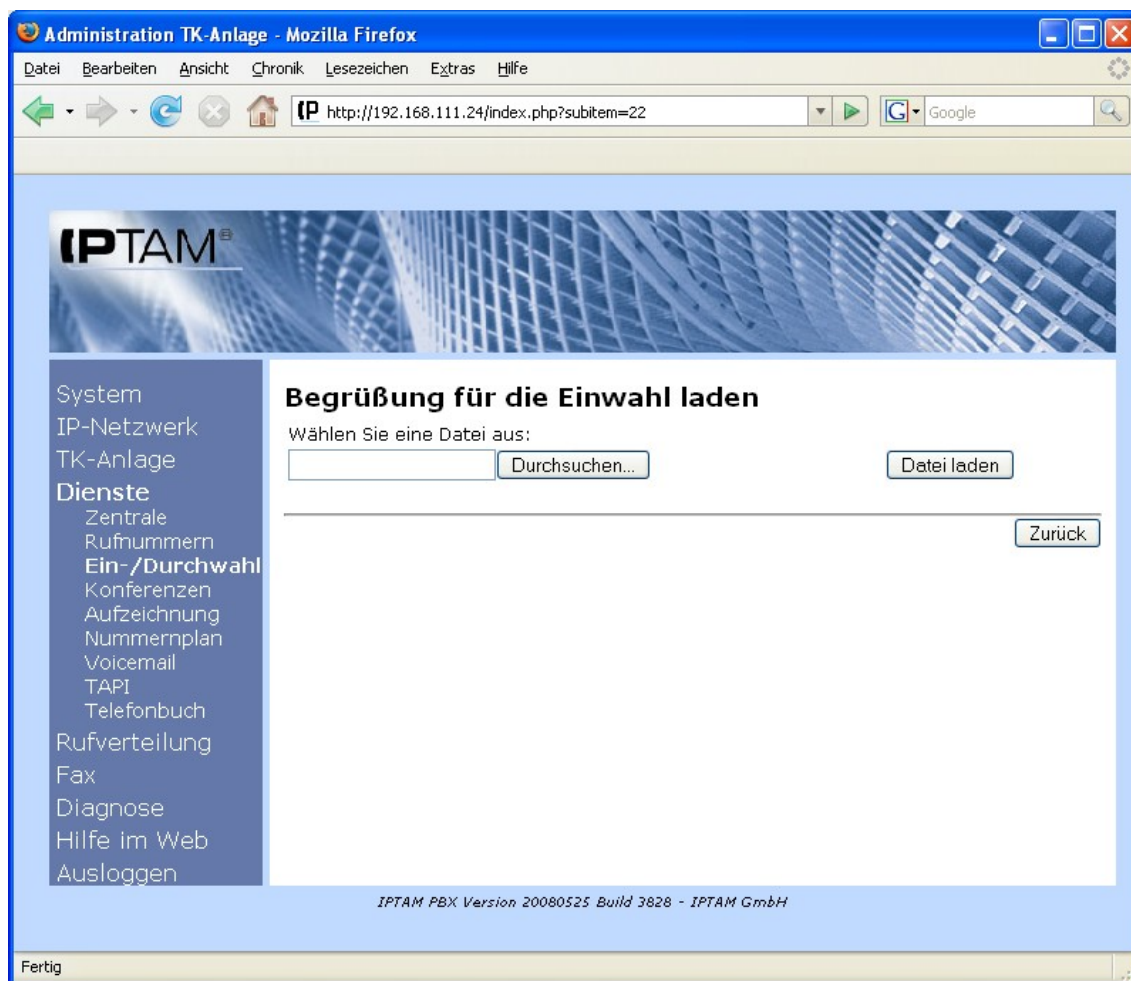 Administration TK-Anlage - Mozilla Firefox
Datei Bearbeiten Ansicht Chronik Lesezeichen Extras Hilfe
http://192.168.111.24/index.php?subitem=22
G Google
IPTAM®
System
IP-Netzwerk
TK-Anlage
Dienste
Zentrale
Rufnummern
Ein-/Durchwahl
Konferenzen
Aufzeichnung
Nummernplan
Voicemail
TAPI
Telefonbuch
Rufverteilung
Fax
Diagnose
Hilfe im Web
Ausloggen
Begrüßung für die Einwahl laden
Wählen Sie eine Datei aus:
Durchsuchen... Datei laden
Zurück
IPTAM PBX Version 20080525 Build 3828 - IPTAM GmbH
Fertig